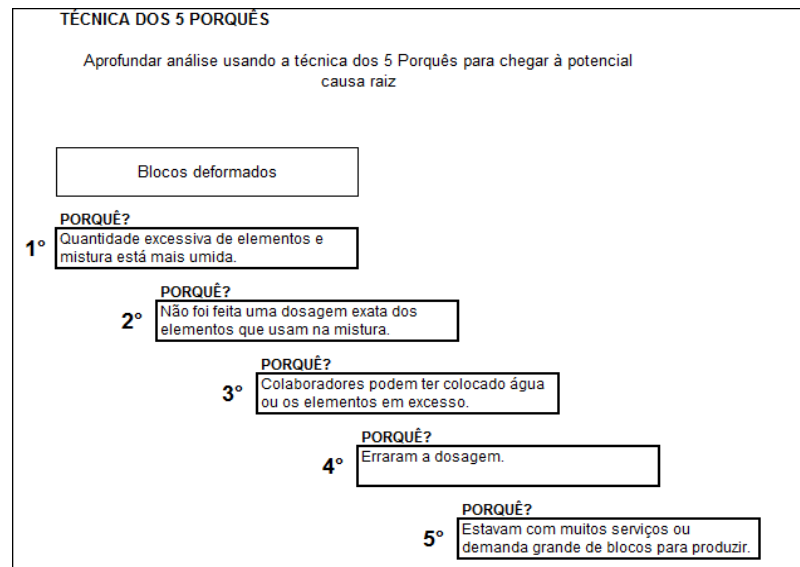 TÉCNICA DOS 5 PORQUÊS
Aprofundar análise usando a técnica dos 5 Porquês para chegar à potencial
causa raiz
Blocos deformados
PORQUÊ?
1° Quantidade excessiva de elementos e
mistura está mais umida.
PORQUÊ?
2° Não foi feita uma dosagem exata dos
elementos que usam na mistura.
PORQUÊ?
3° Colaboradores podem ter colocado água
ou os elementos em excesso.
PORQUÊ?
4° Erraram a dosagem.
PORQUÊ?
5° Estavam com muitos serviços ou
demanda grande de blocos para produzir.